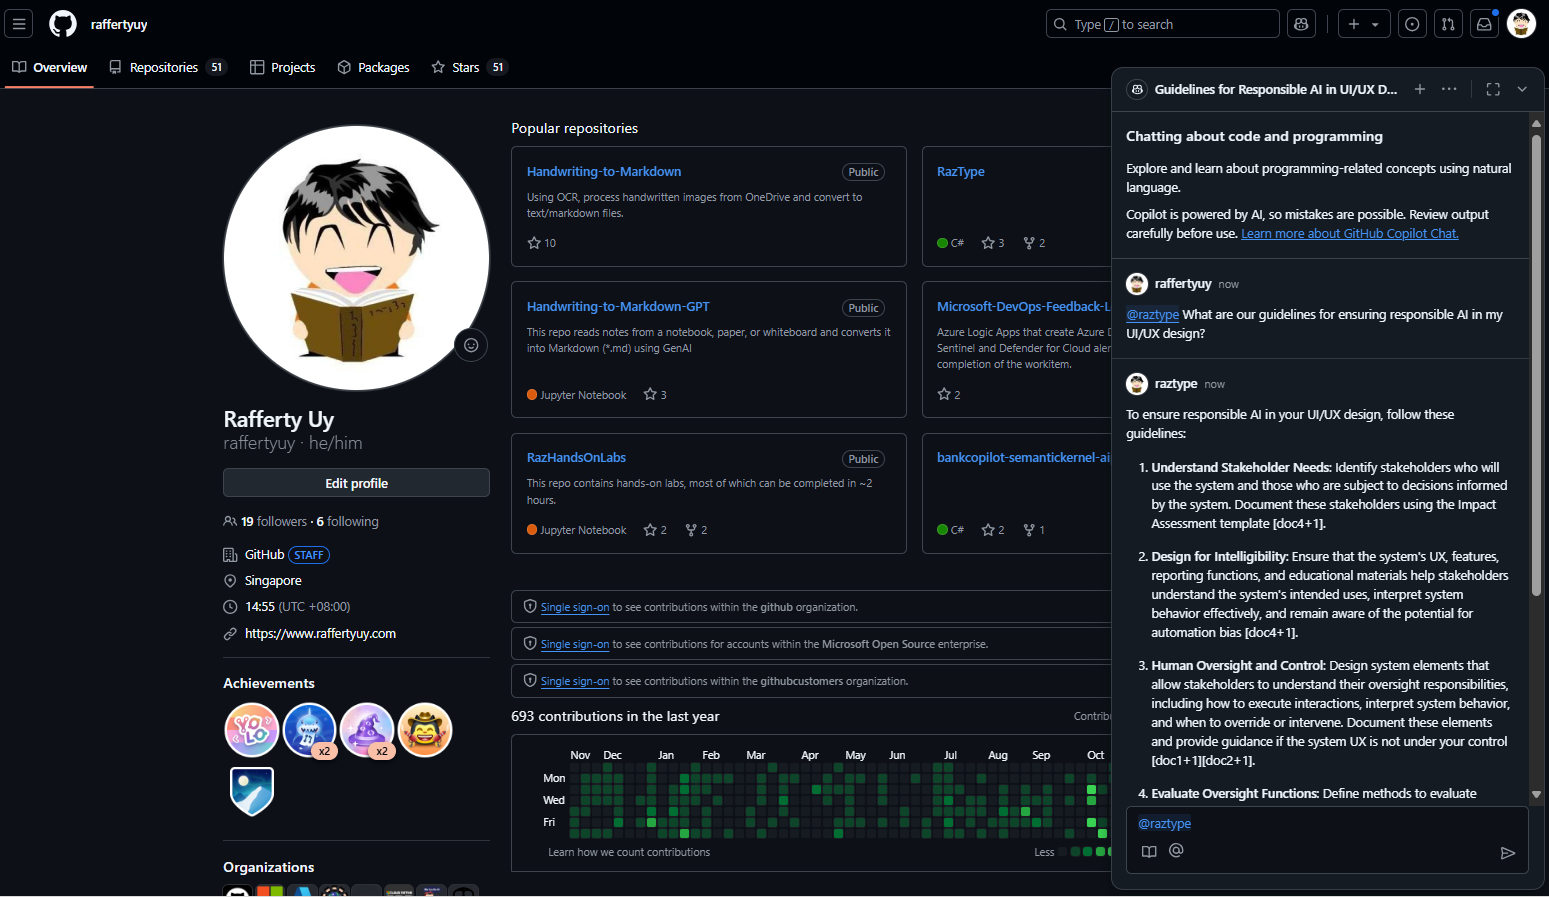 raffertyuy
Type / to search
Overview
Repositories 51
Projects
Packages
Stars 51
Rafferty Uy
raffertyuy · he/him
Edit profile
19 followers · 6 following
GitHub STAFF
Singapore
14:55 (UTC +08:00)
https://www.raffertyuy.com
Achievements
YOLO
x2
x2
Organizations
Popular repositories
Handwriting-to-Markdown Public
Using OCR, process handwritten images from OneDrive and convert to
text/markdown files.
10
RazType
C# 3 2
Handwriting-to-Markdown-GPT Public
This repo reads notes from a notebook, paper, or whiteboard and converts it
into Markdown (*.md) using GenAI
Jupyter Notebook 3
Microsoft-DevOps-Feedback-L
Azure Logic Apps that create Azure D
Sentinel and Defender for Cloud aler
completion of the workitem.
2
RazHandsOnLabs Public
This repo contains hands-on labs, most of which can be completed in ~2
hours.
Jupyter Notebook 2 2
bankcopilot-semantickernel-ai
C# 2 1
Single sign-on to see contributions within the github organization.
Single sign-on to see contributions for accounts within the Microsoft Open Source enterprise.
Single sign-on to see contributions within the githubcustomers organization.
693 contributions in the last year
Contribu
Nov Dec Jan Feb Mar Apr May Jun Jul Aug Sep Oct
Mon
Wed
Fri
Learn how we count contributions
Less
Guidelines for Responsible AI in UI/UX D...
Chatting about code and programming
Explore and learn about programming-related concepts using natural
language.
Copilot is powered by AI, so mistakes are possible. Review output
carefully before use. Learn more about GitHub Copilot Chat.
raffertyuy now
@raztype What are our guidelines for ensuring responsible AI in my
UI/UX design?
raztype now
To ensure responsible AI in your UI/UX design, follow these
guidelines:
1. Understand Stakeholder Needs: Identify stakeholders who will
use the system and those who are subject to decisions informed
by the system. Document these stakeholders using the Impact
Assessment template [doc4+1].
2. Design for Intelligibility: Ensure that the system's UX, features,
reporting functions, and educational materials help stakeholders
understand the system's intended uses, interpret system
behavior effectively, and remain aware of the potential for
automation bias [doc4+1].
3. Human Oversight and Control: Design system elements that
allow stakeholders to understand their oversight responsibilities,
including how to execute interactions, interpret system behavior,
and when to override or intervene. Document these elements
and provide guidance if the system UX is not under your control
[doc1+1][doc2+1].
4. Evaluate Oversight Functions: Define methods to evaluate
@raztype